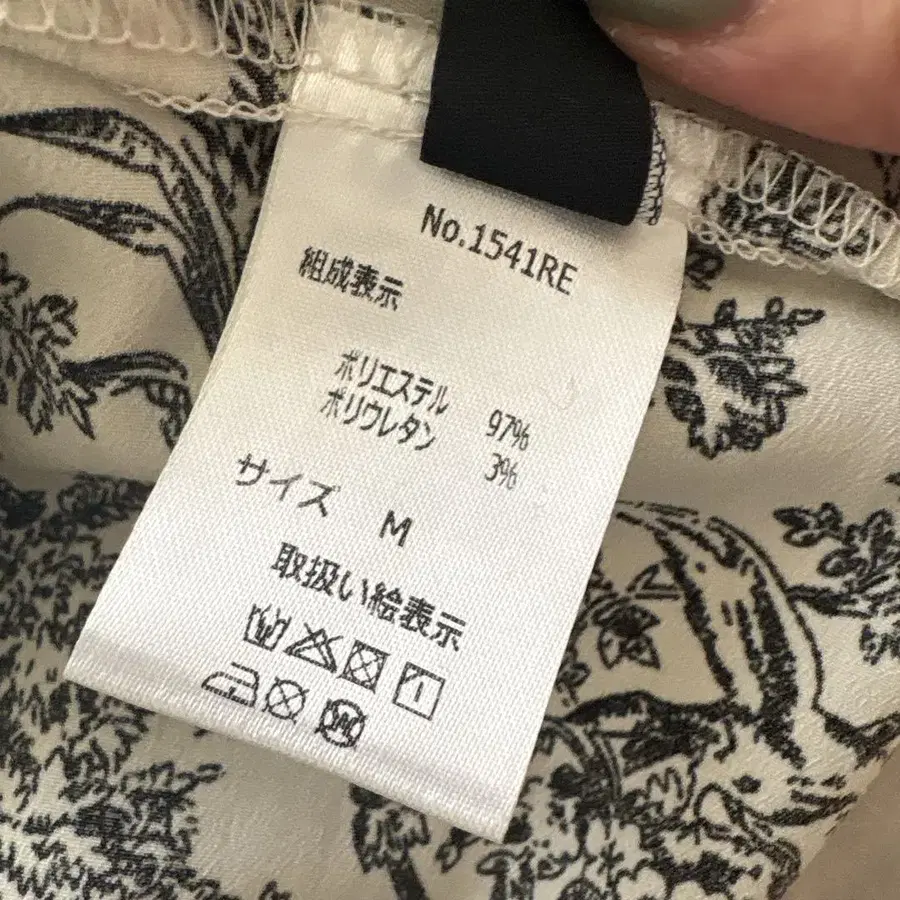 No.1541RE
組成表示
ポリエステル 97%
ポリウレタン 3%
サイズ M
取扱い絵表示